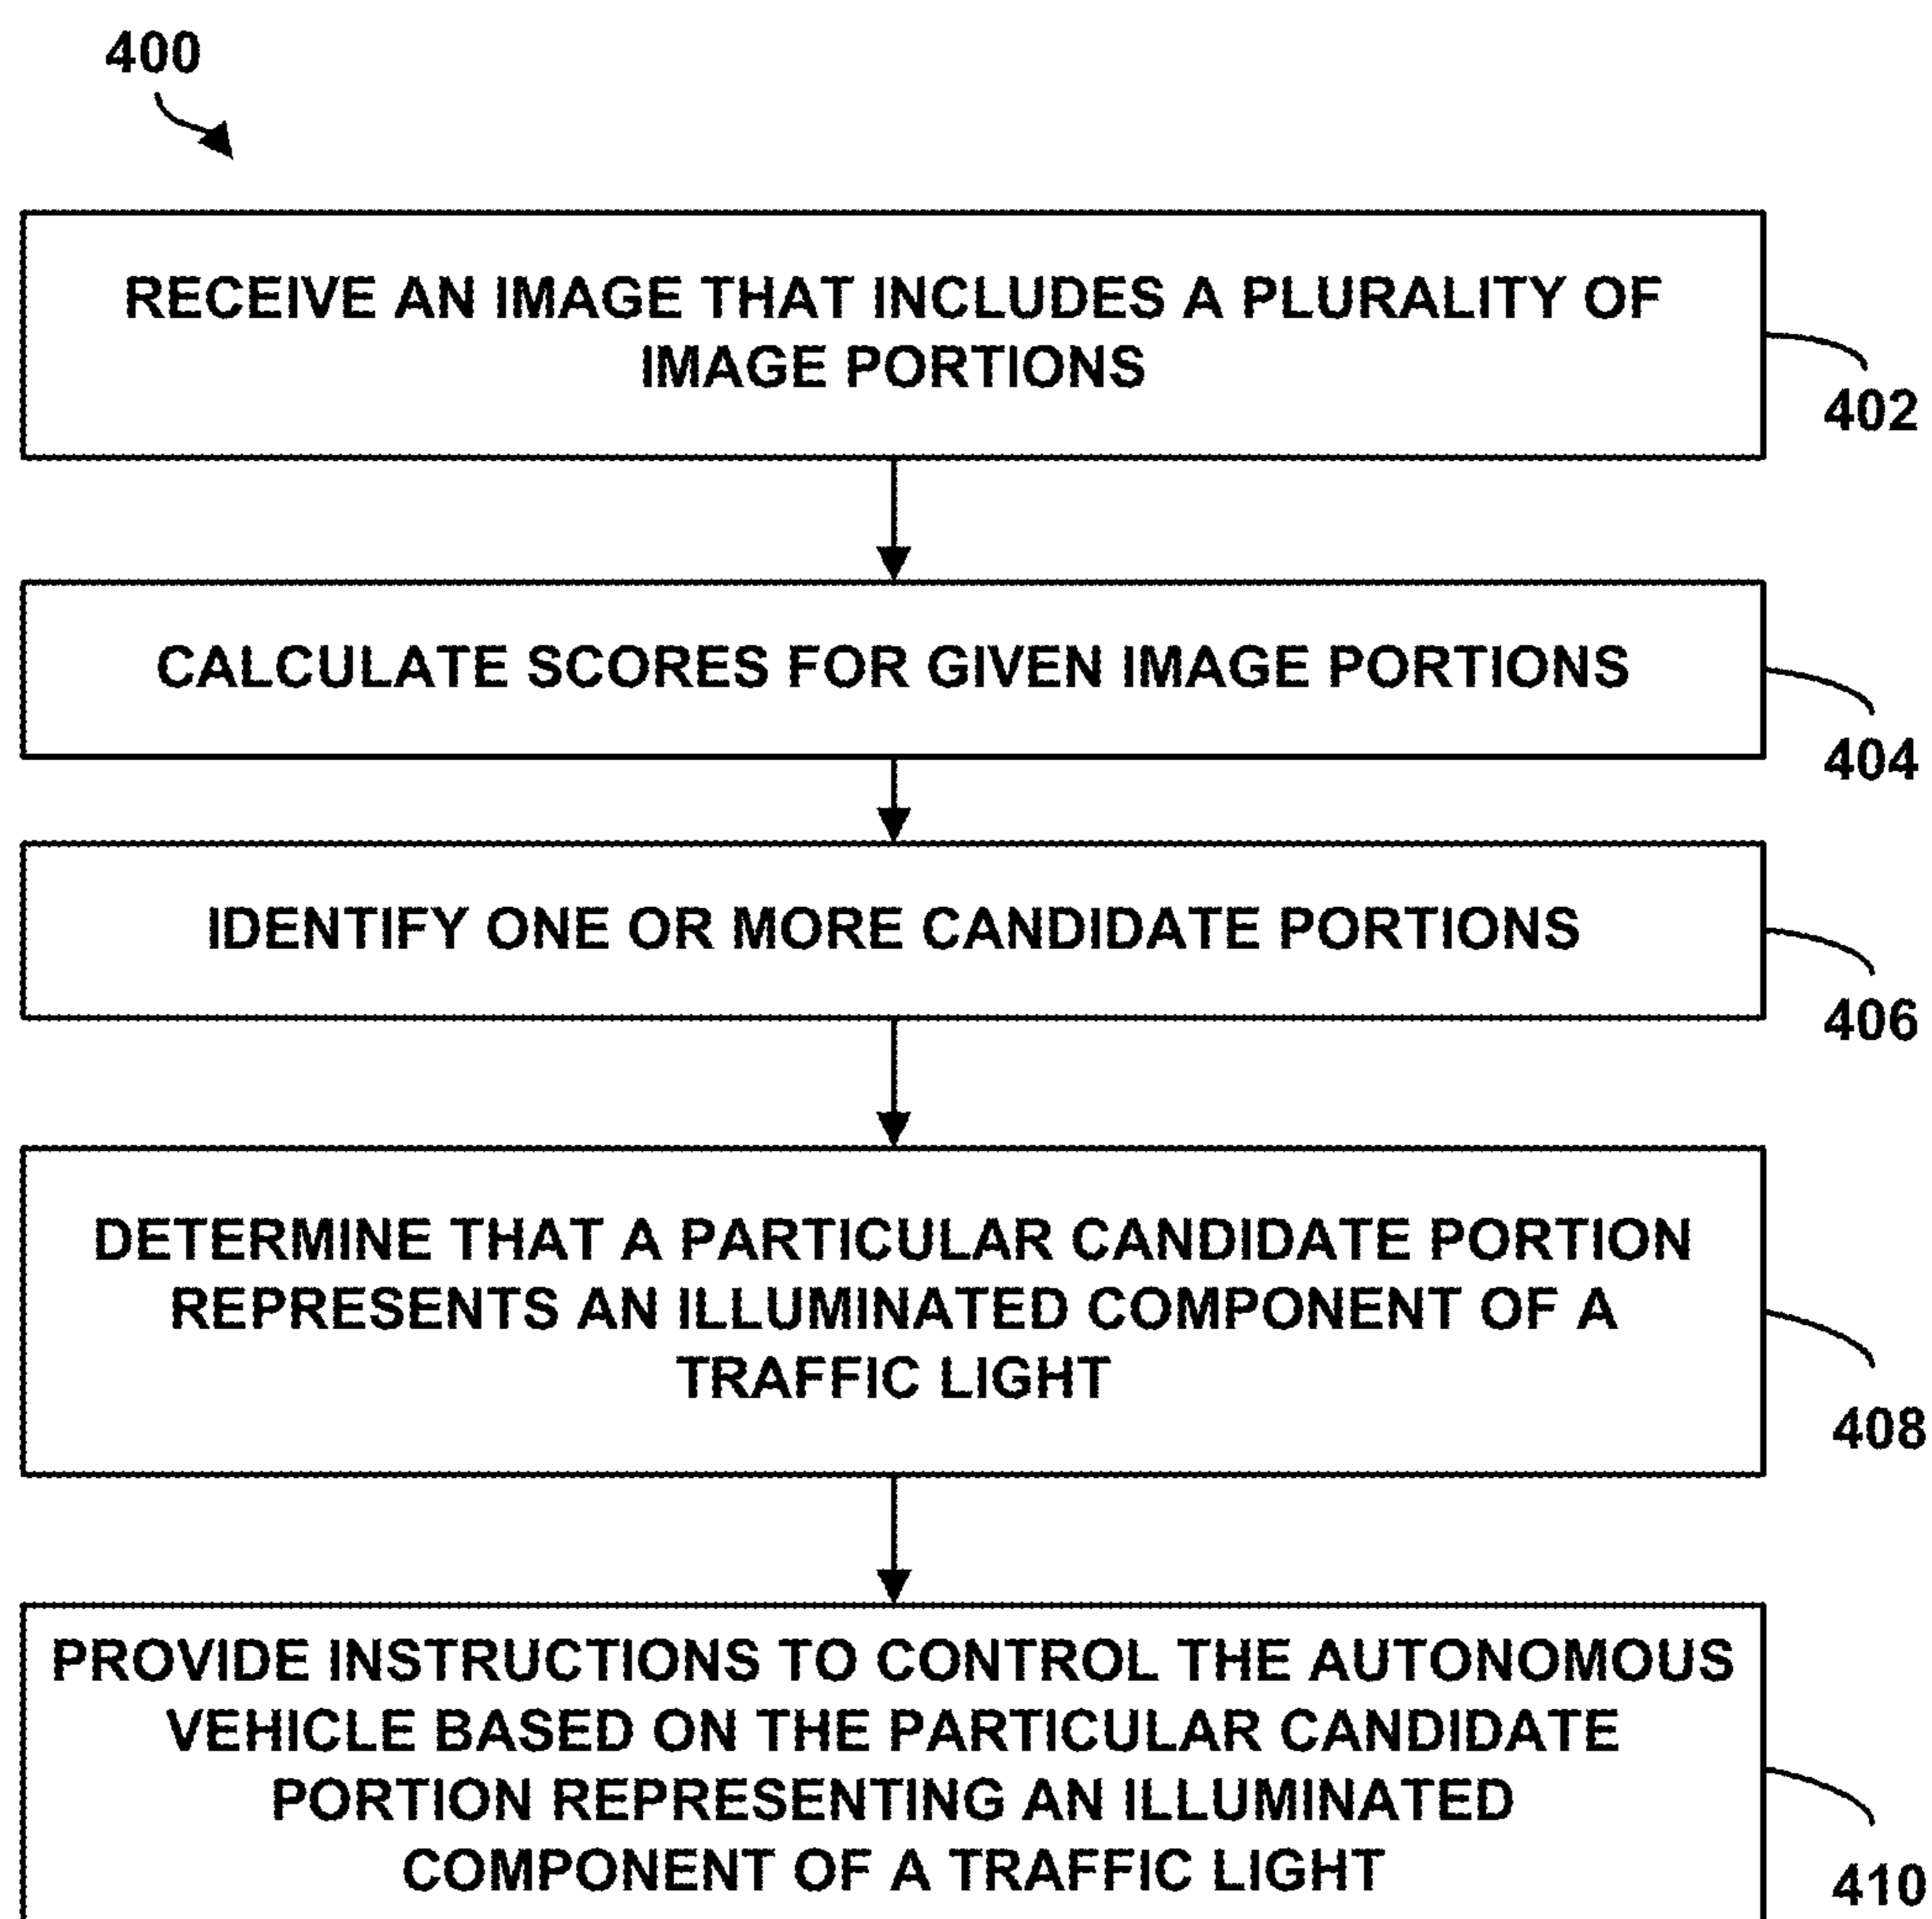 400
RECEIVE AN IMAGE THAT INCLUDES A PLURALITY OF
IMAGE PORTIONS
402
CALCULATE SCORES FOR GIVEN IMAGE PORTIONS
404
IDENTIFY ONE OR MORE CANDIDATE PORTIONS
406
DETERMINE THAT A PARTICULAR CANDIDATE PORTION
REPRESENTS AN ILLUMINATED COMPONENT OF A
TRAFFIC LIGHT
408
PROVIDE INSTRUCTIONS TO CONTROL THE AUTONOMOUS
VEHICLE BASED ON THE PARTICULAR CANDIDATE
PORTION REPRESENTING AN ILLUMINATED
COMPONENT OF A TRAFFIC LIGHT
410